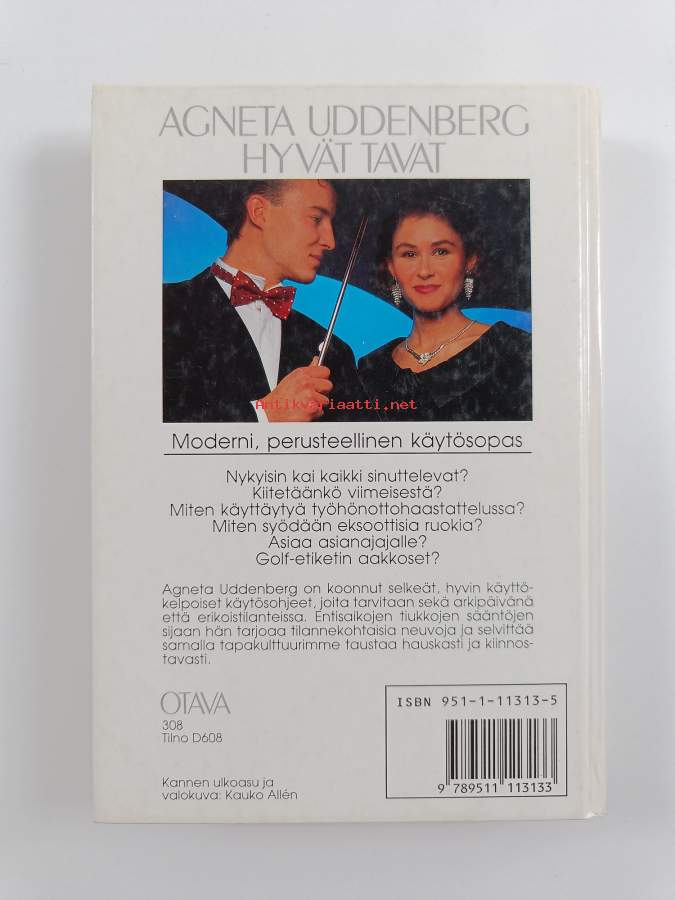 AGNETA UDDENBERG
HYVÄT TAVAT
Antikvariaatti.net
Moderni, perusteellinen käytösopas
Nykyisin kai kaikki sinuttelevat?
Kiitetäänkö viimeisestä?
Miten käyttäytyä työhönottohaastattelussa?
Miten syödään eksoottisia ruokia?
Asiaa asianajajalle?
Golf-etiketin aakkoset?
Agneta Uddenberg on koonnut selkeät, hyvin käyttö-
kelpoiset käytösohjeet, joita tarvitaan sekä arkipäivänä
että erikoistilanteissa. Entisaikojen tiukkojen sääntöjen
sijaan hän tarjoaa tilannekohtaisia neuvoja ja selvittää
samalla tapakulttuurimme taustaa hauskasti ja kiinnos-
tavasti.
OTAVA
308
Tilno D608
Kannen ulkoasu ja
valokuva: Kauko Allén
ISBN 951-1-11313-5
9 789511 113133